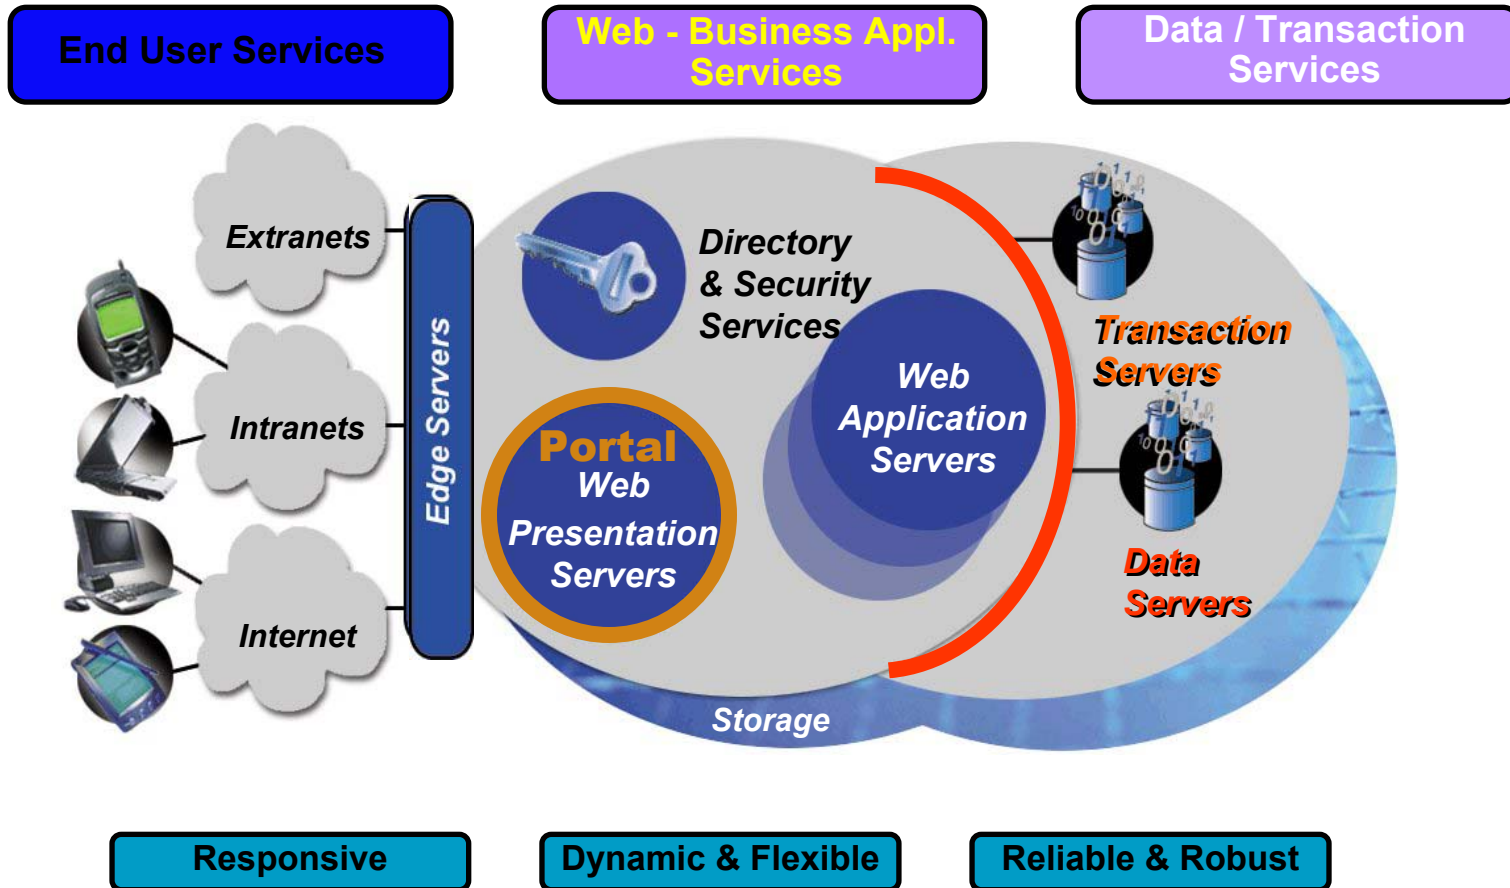 End User Services
Web - Business Appl.
Services
Data / Transaction
Services
Extranets
Intranets
Internet
Edge Servers
Directory
& Security
Services
Portal
Web
Presentation
Servers
Web
Application
Servers
Transaction
Servers
Data
Servers
Storage
Responsive
Dynamic & Flexible
Reliable & Robust